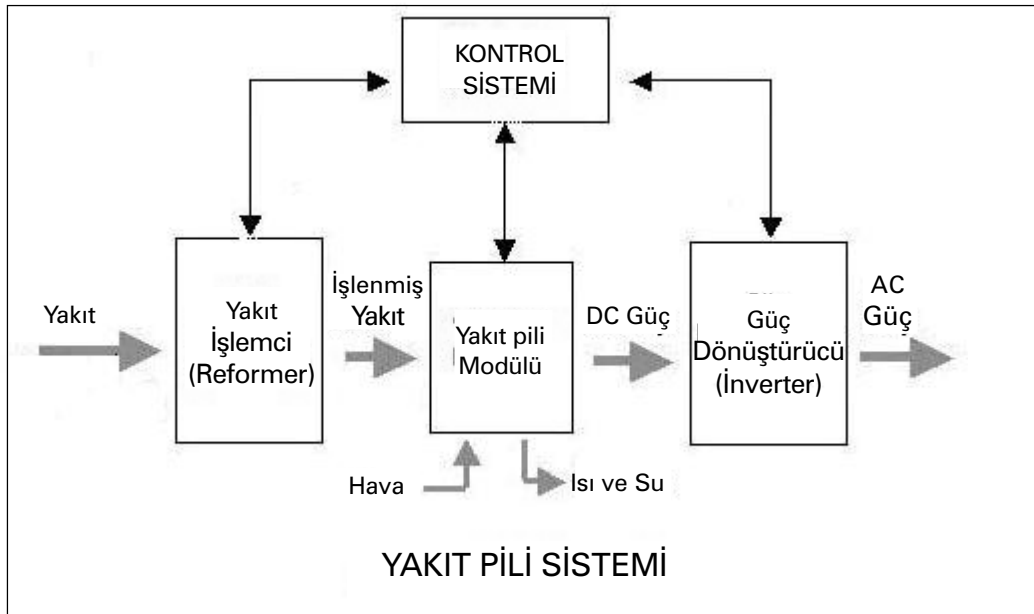 KONTROL
SİSTEMİ
Yakıt
Yakıt
İşlemci
(Reformer)
İşlenmiş
Yakıt
Yakıt pili
Modülü
DC Güç
Güç
Dönüştürücü
(İnverter)
AC
Güç
Hava
Isı ve Su
YAKIT PİLİ SİSTEMİ